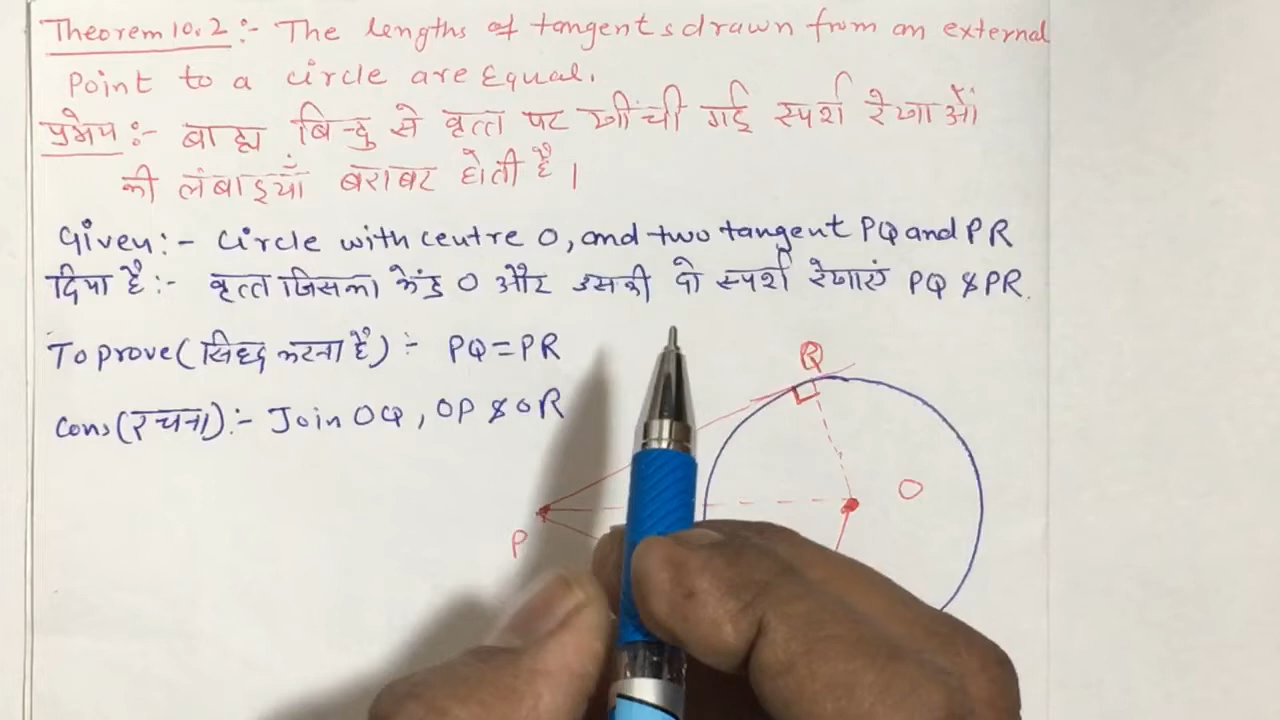 Theorem 10.2 :- The lengths of tangents drawn from an external
Point to a circle are Equal.
प्रमेय :- बाह्य बिन्दु से वृत्त पर खींची गई स्पर्श रेखाओं
की लंबाइयाँ बराबर होती है ।
Given :- Circle with centre O, and two tangent PQ and PR
दिया है :- वृत्त जिसका केंद्र O और उसकी दो स्पर्श रेखाएं PQ & PR.
To prove (सिध्द करना है) :- PQ = PR
Cons (रचना) :- Join OQ, OP & OR
Q
O
P